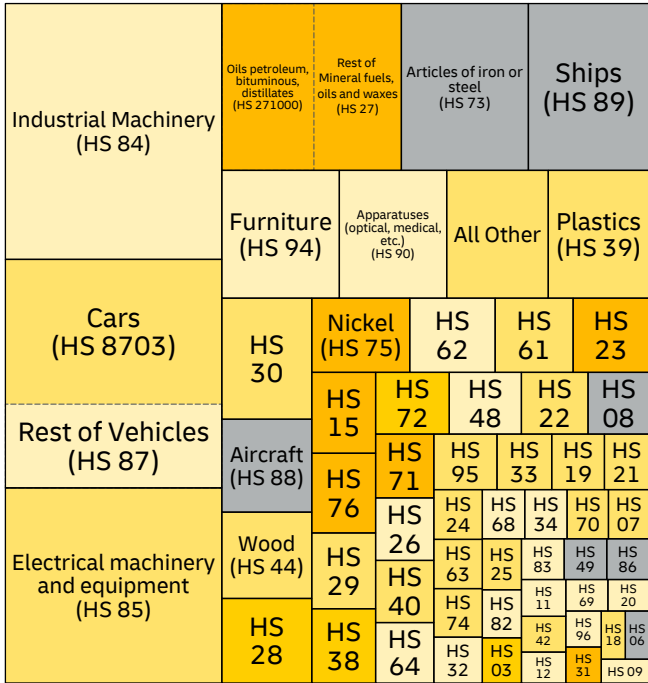 Industrial Machinery
(HS 84)
Oils petroleum,
bituminous,
distillates
(HS 271000)
Rest of
Mineral fuels,
oils and waxes
(HS 27)
Articles of iron or
steel
(HS 73)
Ships
(HS 89)
Furniture
(HS 94)
Apparatuses
(optical, medical,
etc.)
(HS 90)
All Other
Plastics
(HS 39)
Cars
(HS 8703)
Rest of Vehicles
(HS 87)
Electrical machinery
and equipment
(HS 85)
HS
30
Nickel
(HS 75)
HS
62
HS
61
HS
23
Aircraft
(HS 88)
Wood
(HS 44)
HS
28
HS
15
HS
76
HS
29
HS
38
HS
72
HS
48
HS
22
HS
08
HS
71
HS
26
HS
40
HS
64
HS
95
HS
33
HS
19
HS
21
HS
24
HS
68
HS
34
HS
70
HS
07
HS
63
HS
25
HS
83
HS
49
HS
86
HS
74
HS
82
HS
11
HS
69
HS
20
HS
32
HS
03
HS
42
HS
12
HS
96
HS
31
HS
18
HS
06
HS 09